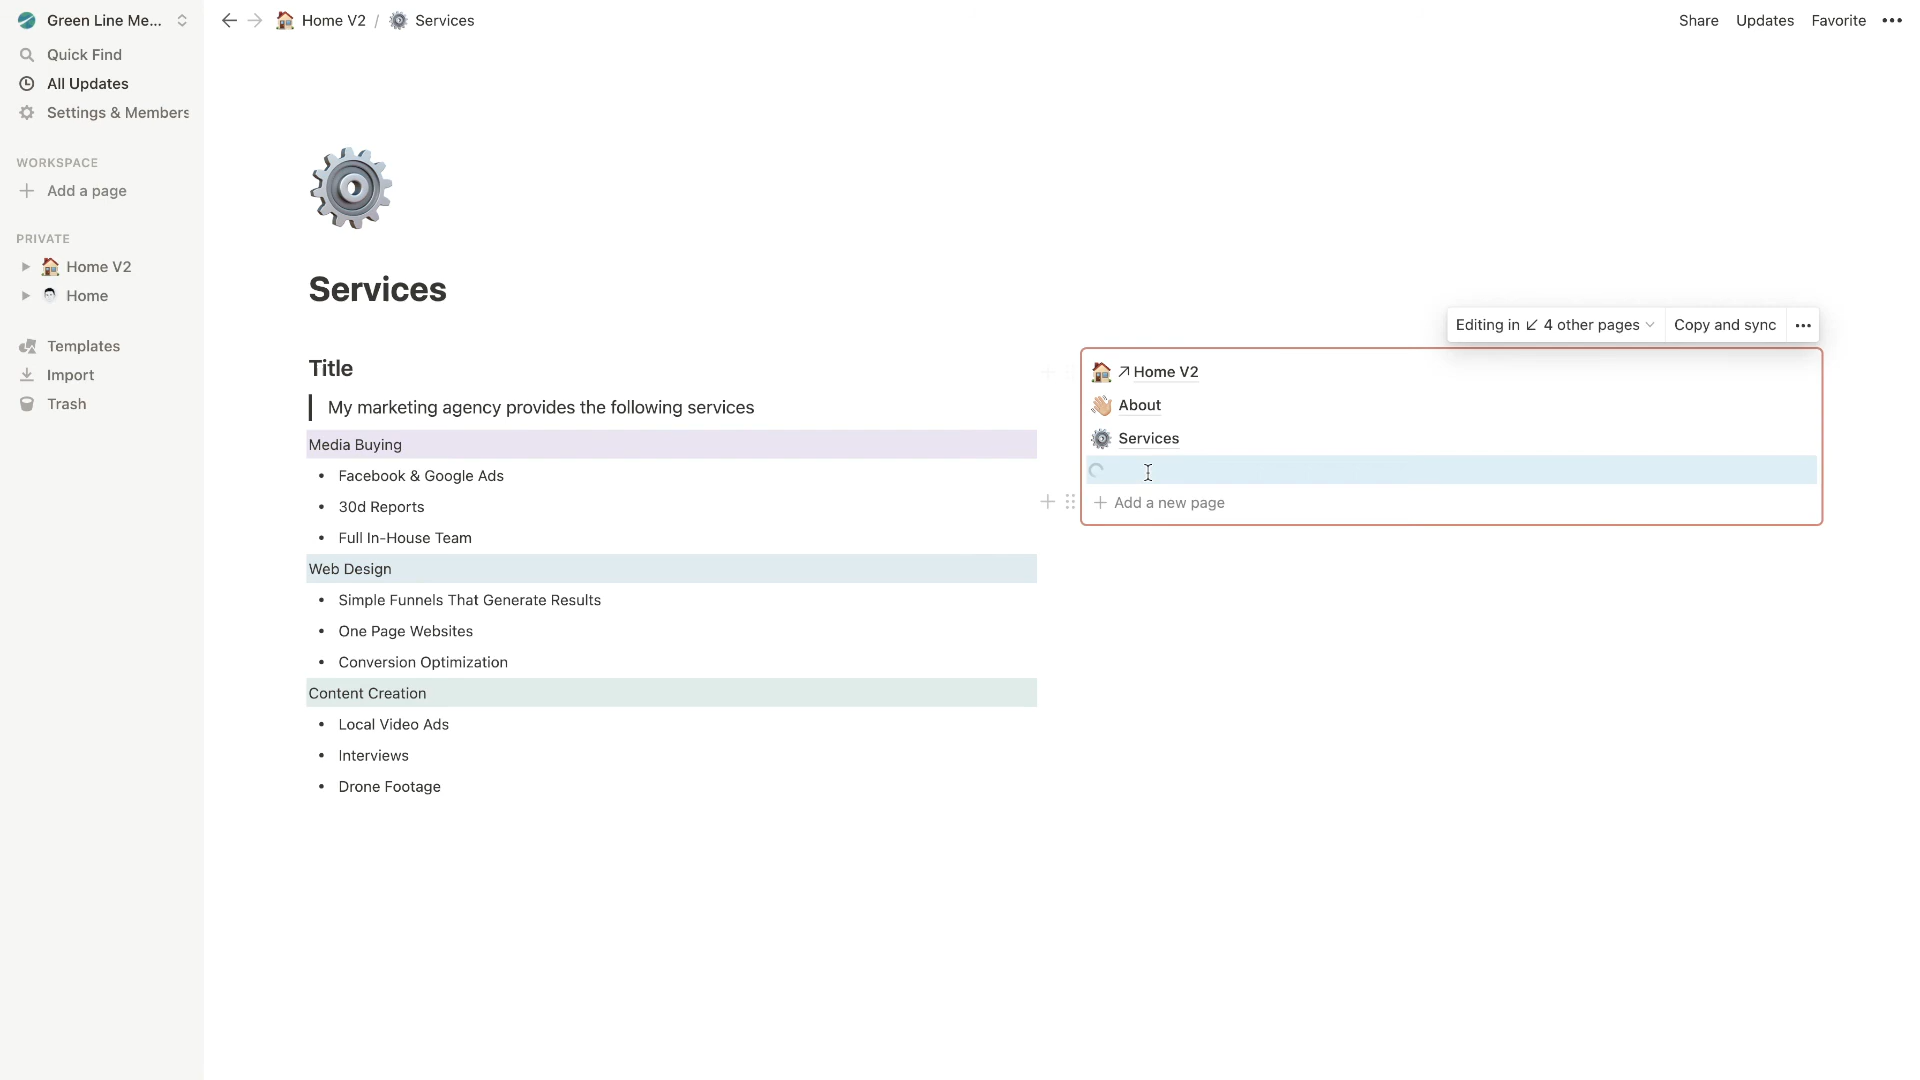 Green Line Me...
Quick Find
All Updates
Settings & Members
WORKSPACE
Add a page
PRIVATE
Home V2
Home
Templates
Import
Trash
Home V2 / Services
Share Updates Favorite
Services
Title
My marketing agency provides the following services
Media Buying
• Facebook & Google Ads
• 30d Reports
• Full In-House Team
Web Design
• Simple Funnels That Generate Results
• One Page Websites
• Conversion Optimization
Content Creation
• Local Video Ads
• Interviews
• Drone Footage
Editing in ↙ 4 other pages Copy and sync
↗ Home V2
About
Services
+ Add a new page